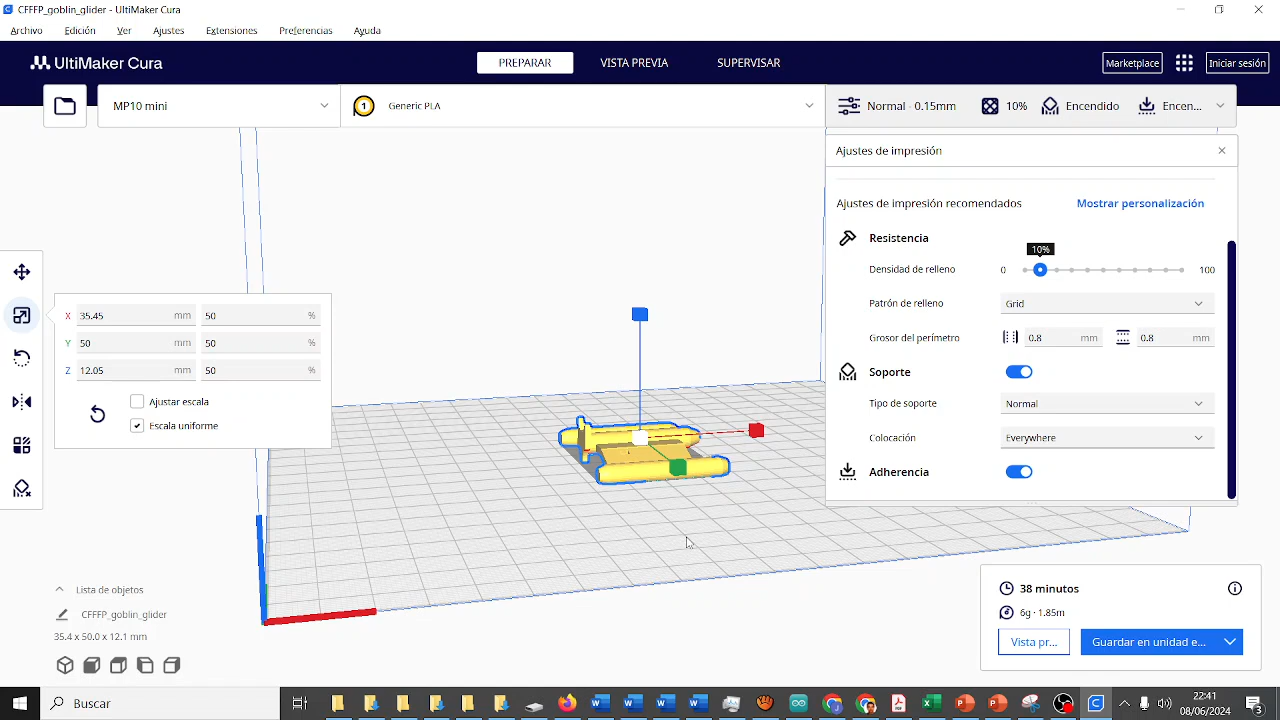 CFFFP_goblin_glider - UltiMaker Cura
Archivo Edición Ver Ajustes Extensiones Preferencias Ayuda
UltiMaker Cura PREPARAR VISTA PREVIA SUPERVISAR Marketplace Iniciar sesión
MP10 mini 1 Generic PLA Normal - 0.15mm 10% Encendido Encen...
Ajustes de impresión
Ajustes de impresión recomendados Mostrar personalización
Resistencia
10%
Densidad de relleno 0 100
Patrón de relleno Grid
Grosor del perímetro 0.8 mm 0.8 mm
Soporte
Tipo de soporte Normal
Colocación Everywhere
Adherencia
X 35.45 mm 50 %
Y 50 mm 50 %
Z 12.05 mm 50 %
Ajustar escala
Escala uniforme
Lista de objetos
CFFFP_goblin_glider
35.4 x 50.0 x 12.1 mm
38 minutos
6g · 1.85m
Vista pr... Guardar en unidad e...
Buscar
22:41
08/06/2024
3